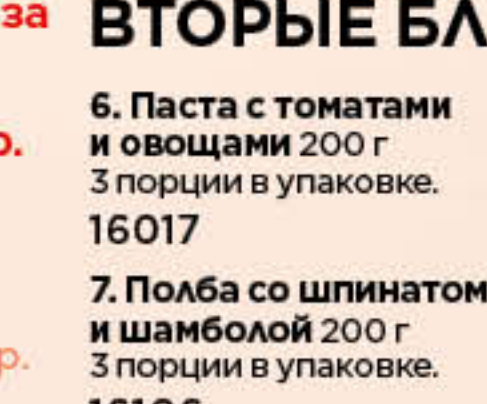 за
ВТОРЫЕ
6. Паста с томатами
и овощами 200 г
3 порции в упаковке.
16017
7. Полба со шпинатом
и шамболой 200 г
р.
3 порции в упаковке.